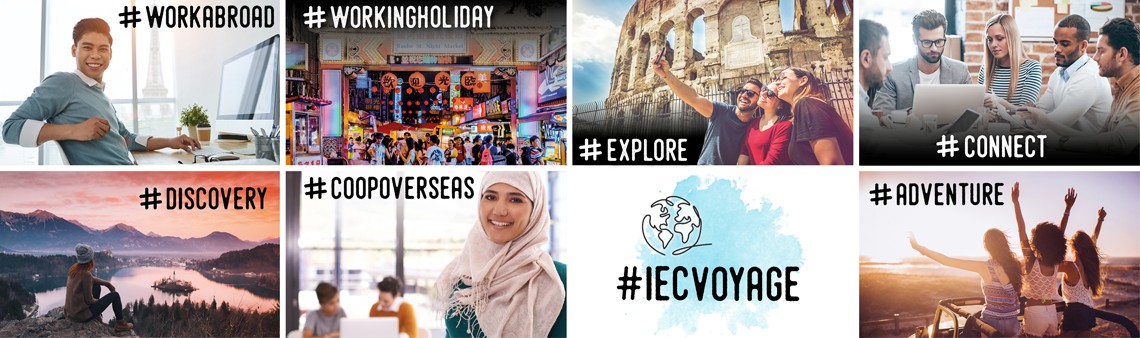 #WORKABROAD
#WORKINGHOLIDAY
#EXPLORE
#CONNECT
#DISCOVERY
#COOPOVERSEAS
#IECVOYAGE
#ADVENTURE